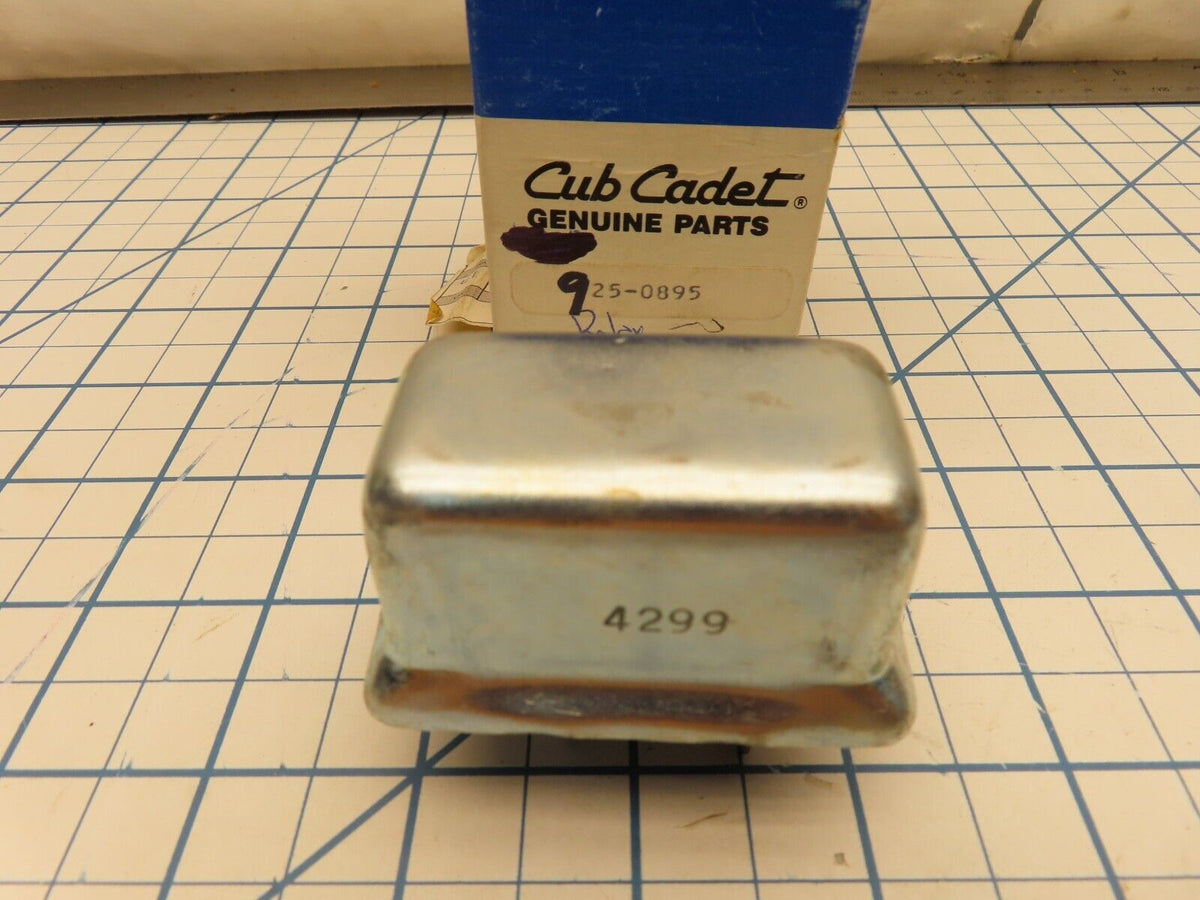 Cub Cadet®
GENUINE PARTS
925-0895
4299